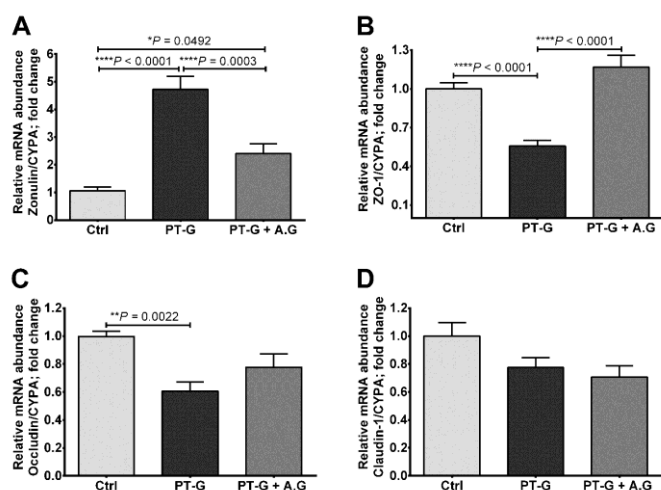 A
Relative mRNA abundance
Zonulin/CYPA; fold change
6
5
4
3
2
1
0
*P = 0.0492
****P < 0.0001
****P = 0.0003
Ctrl
PT-G
PT-G + A.G
B
Relative mRNA abundance
ZO-1/CYPA; fold change
1.3
1.0
0.7
0.4
0.1
****P < 0.0001
****P < 0.0001
Ctrl
PT-G
PT-G + A.G
C
Relative mRNA abundance
Occludin/CYPA; fold change
1.2
1.0
0.8
0.6
0.4
0.2
0.0
**P = 0.0022
Ctrl
PT-G
PT-G + A.G
D
Relative mRNA abundance
Claudin-1/CYPA; fold change
1.2
1.0
0.8
0.6
0.4
0.2
0.0
Ctrl
PT-G
PT-G + A.G